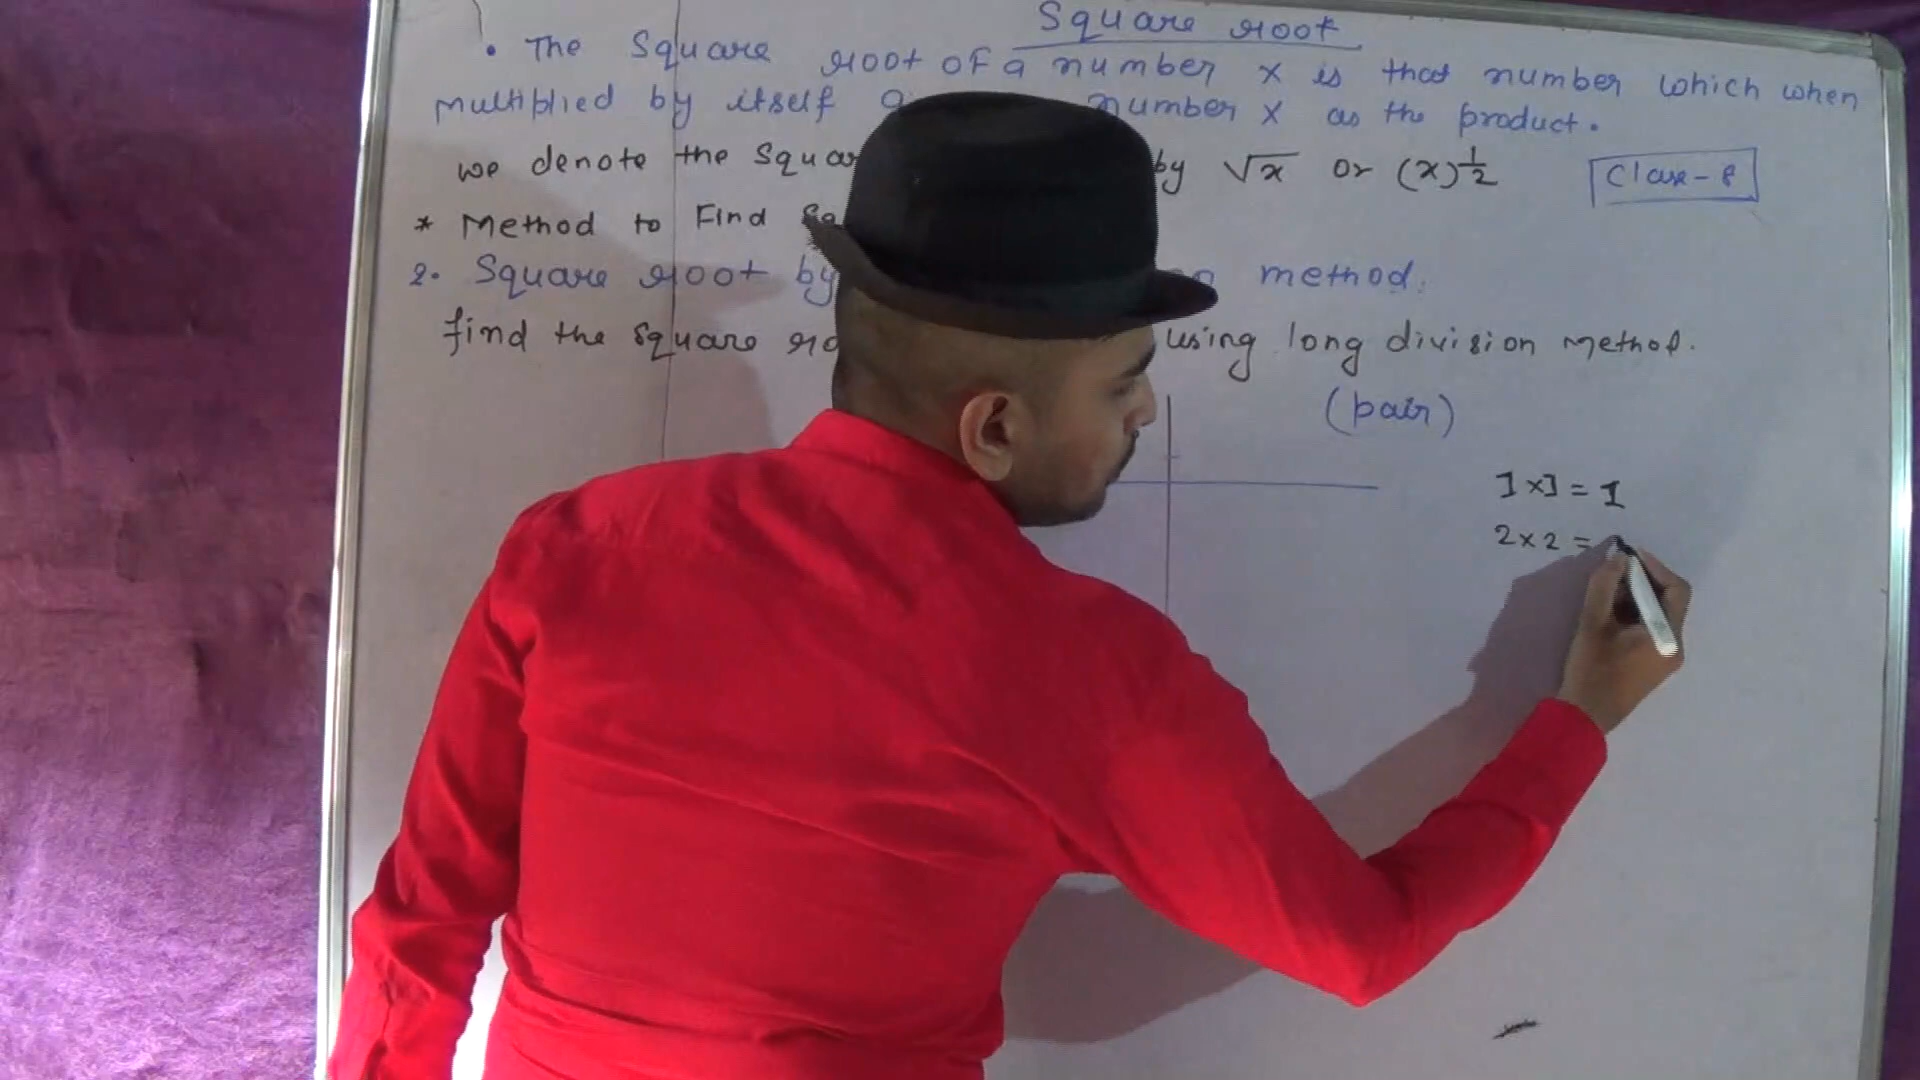 Square root
• The Square root of a number x is that number which when
multiplied by itself number x as the product.
we denote the by √x or (x)½
Class-8
* Method to Find
2. Square root by method.
find the square using long division method.
(pair)
1×1 = 1
2×2 =